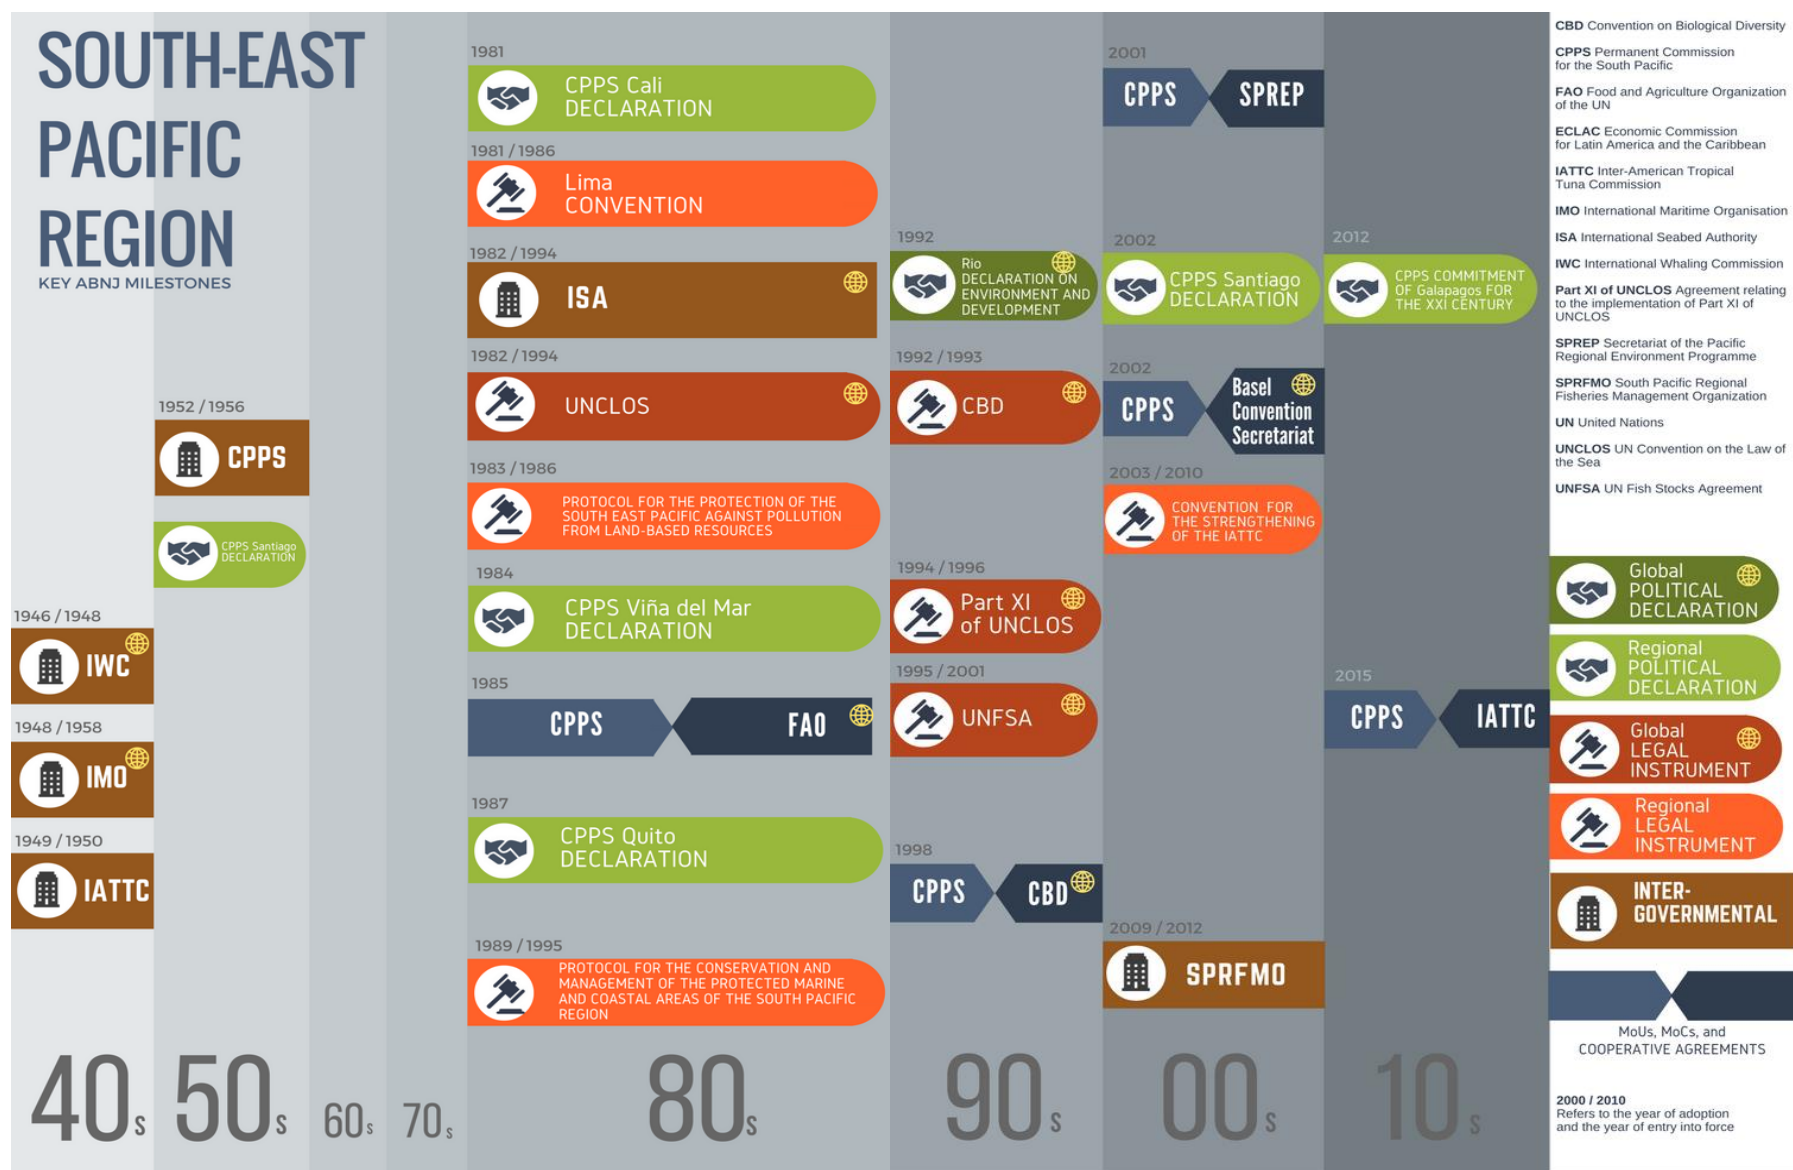 SOUTH-EAST
PACIFIC
REGION
KEY ABNJ MILESTONES
1946 / 1948
IWC
1948 / 1958
IMO
1949 / 1950
IATTC
40s
1952 / 1956
CPPS
CPPS Santiago
DECLARATION
50s
60s
70s
1981
CPPS Cali
DECLARATION
1981 / 1986
Lima
CONVENTION
1982 / 1994
ISA
1982 / 1994
UNCLOS
1983 / 1986
PROTOCOL FOR THE PROTECTION OF THE
SOUTH EAST PACIFIC AGAINST POLLUTION
FROM LAND-BASED RESOURCES
1984
CPPS Viña del Mar
DECLARATION
1985
CPPS FAO
1987
CPPS Quito
DECLARATION
1989 / 1995
PROTOCOL FOR THE CONSERVATION AND
MANAGEMENT OF THE PROTECTED MARINE
AND COASTAL AREAS OF THE SOUTH PACIFIC
REGION
80s
1992
Rio
DECLARATION ON
ENVIRONMENT AND
DEVELOPMENT
1992 / 1993
CBD
1994 / 1996
Part XI
of UNCLOS
1995 / 2001
UNFSA
1998
CPPS CBD
90s
2001
CPPS SPREP
2002
CPPS Santiago
DECLARATION
2002
CPPS
Basel
Convention
Secretariat
2003 / 2010
CONVENTION FOR
THE STRENGTHENING
OF THE IATTC
2009 / 2012
SPRFMO
00s
2012
CPPS COMMITMENT
OF Galapagos FOR
THE XXI CENTURY
2015
CPPS IATTC
10s
CBD Convention on Biological Diversity
CPPS Permanent Commission
for the South Pacific
FAO Food and Agriculture Organization
of the UN
ECLAC Economic Commission
for Latin America and the Caribbean
IATTC Inter-American Tropical
Tuna Commission
IMO International Maritime Organisation
ISA International Seabed Authority
IWC International Whaling Commission
Part XI of UNCLOS Agreement relating
to the implementation of Part XI of
UNCLOS
SPREP Secretariat of the Pacific
Regional Environment Programme
SPRFMO South Pacific Regional
Fisheries Management Organization
UN United Nations
UNCLOS UN Convention on the Law of
the Sea
UNFSA UN Fish Stocks Agreement
Global
POLITICAL
DECLARATION
Regional
POLITICAL
DECLARATION
Global
LEGAL
INSTRUMENT
Regional
LEGAL
INSTRUMENT
INTER-
GOVERNMENTAL
MoUs, MoCs, and
COOPERATIVE AGREEMENTS
2000 / 2010
Refers to the year of adoption
and the year of entry into force